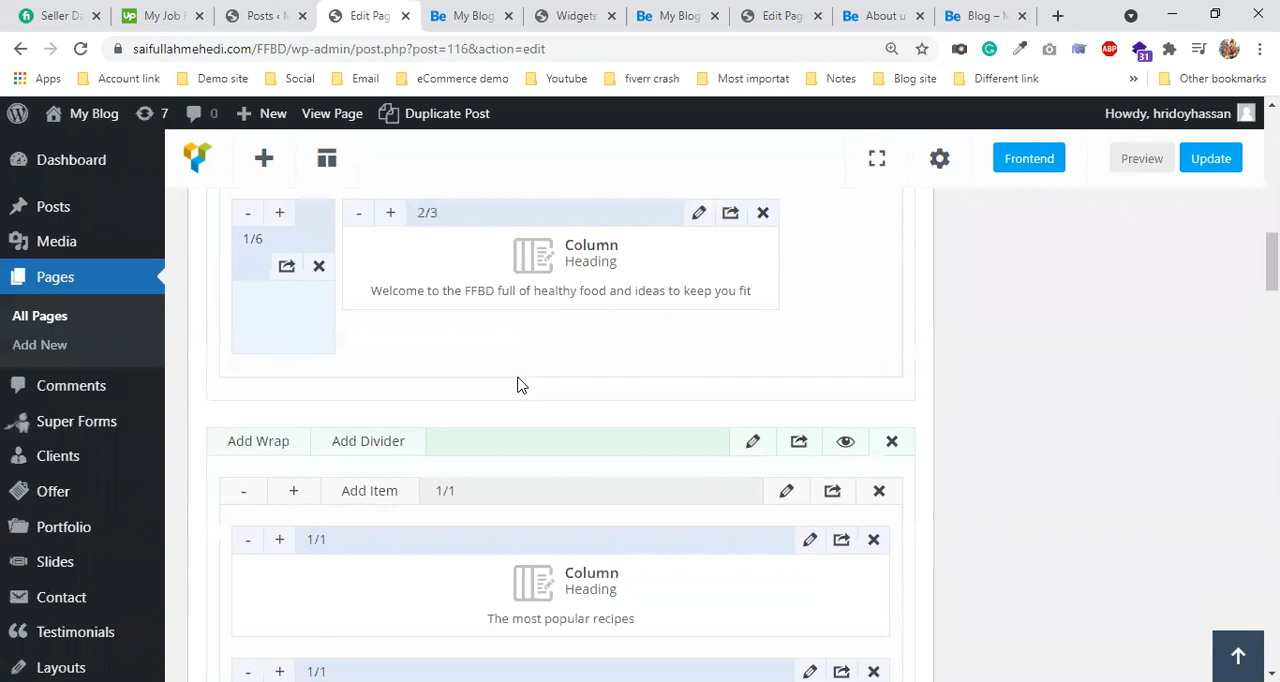 Seller Da
My Job F
Posts ‹ M
Edit Pag
My Blog
Widgets
My Blog
Edit Pag
About u
Blog – M
saifullahmehedi.com/FFBD/wp-admin/post.php?post=116&action=edit
ABP
31
Apps
Account link
Demo site
Social
Email
eCommerce demo
Youtube
fiverr crash
Most importat
Notes
Blog site
Different link
»
Other bookmarks
My Blog
7
0
+ New
View Page
Duplicate Post
Howdy, hridoyhassan
Dashboard
Posts
Media
Pages
All Pages
Add New
Comments
Super Forms
Clients
Offer
Portfolio
Slides
Contact
Testimonials
Layouts
Frontend
Preview
Update
- +
1/6
- + 2/3
Column
Heading
Welcome to the FFBD full of healthy food and ideas to keep you fit
Add Wrap
Add Divider
- + Add Item 1/1
- + 1/1
Column
Heading
The most popular recipes
- + 1/1